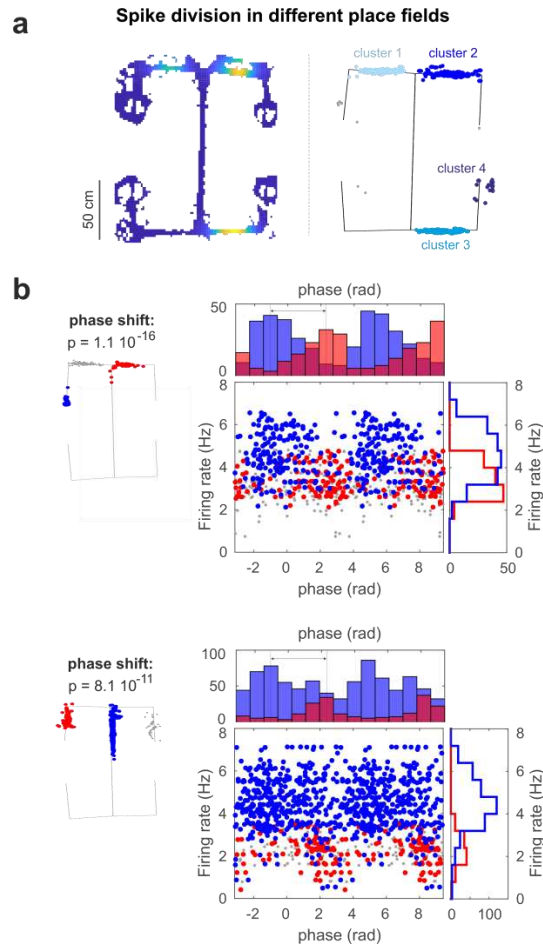 Spike division in different place fields
a
cluster 1
cluster 2
cluster 4
cluster 3
50 cm
b
phase shift:
p = 1.1 10-16
phase (rad)
50
0
8
6
4
2
0
Firing rate (Hz)
-2 0 2 4 6 8
phase (rad)
8
6
4
2
0
Firing rate (Hz)
0 50
phase shift:
p = 8.1 10-11
phase (rad)
100
50
0
8
6
4
2
0
Firing rate (Hz)
-2 0 2 4 6 8
phase (rad)
8
6
4
2
0
Firing rate (Hz)
0 100